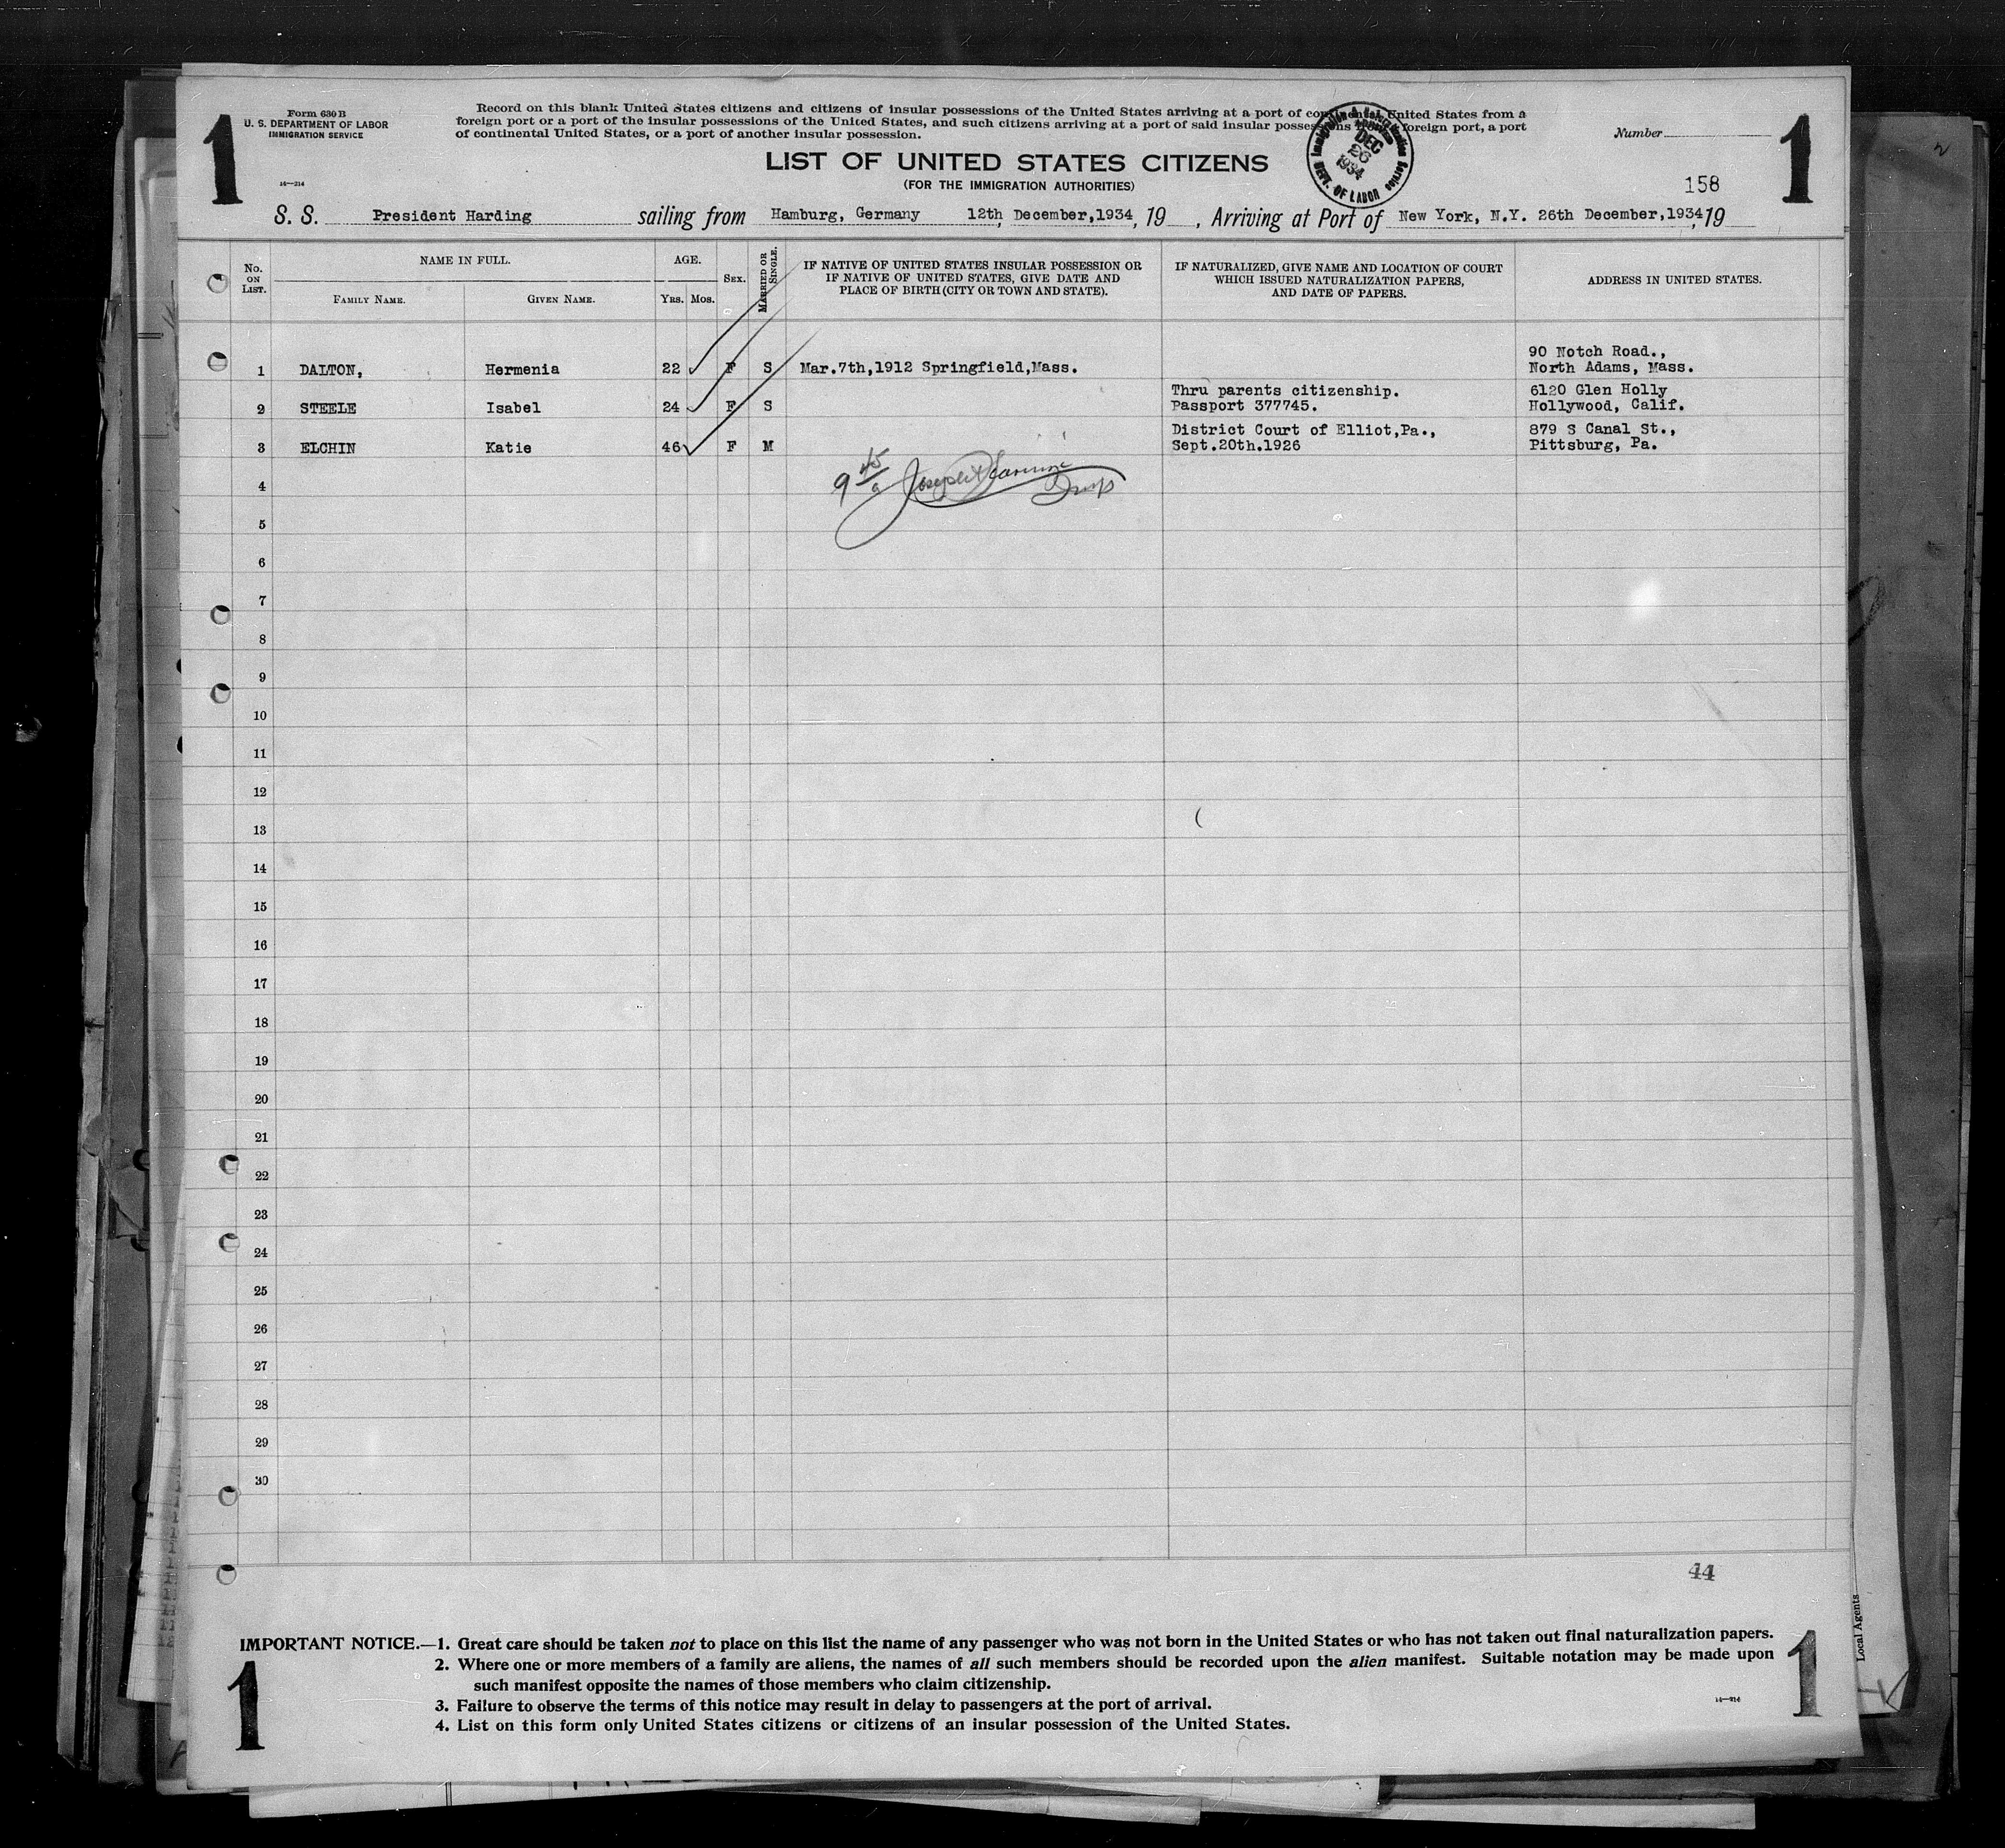 1
Form 630 B
U. S. DEPARTMENT OF LABOR
IMMIGRATION SERVICE
14—214
Record on this blank United States citizens and citizens of insular possessions of the United States arriving at a port of United States from a
foreign port or a port of the insular possessions of the United States, and such citizens arriving at a port of said insular foreign port, a port
of continental United States, or a port of another insular possession.
LIST OF UNITED STATES CITIZENS
(FOR THE IMMIGRATION AUTHORITIES)
DEC
26
1934
DEPT. OF LABOR
Number
1
158
S. S. President Harding sailing from Hamburg, Germany 12th, December,1934, 19 , Arriving at Port of New York, N.Y. 26th December,1934,19
No. ON LIST.
NAME IN FULL.
FAMILY NAME.
GIVEN NAME.
AGE.
YRS. MOS.
SEX.
MARRIED OR SINGLE.
IF NATIVE OF UNITED STATES INSULAR POSSESSION OR
IF NATIVE OF UNITED STATES, GIVE DATE AND
PLACE OF BIRTH (CITY OR TOWN AND STATE).
IF NATURALIZED, GIVE NAME AND LOCATION OF COURT
WHICH ISSUED NATURALIZATION PAPERS,
AND DATE OF PAPERS.
ADDRESS IN UNITED STATES.
90 Notch Road.,
1 DALTON, Hermenia 22 F S Mar.7th,1912 Springfield,Mass. North Adams, Mass.
Thru parents citizenship. 6120 Glen Holly
2 STEELE Isabel 24 F S Passport 377745. Hollywood, Calif.
District Court of Elliot,Pa., 879 S Canal St.,
3 ELCHIN Katie 46 F M Sept.20th.1926 Pittsburg, Pa.
9 45 a Joseph
4
5
6
7
8
9
10
11
12
13
14
15
16
17
18
19
20
21
22
23
24
25
26
27
28
29
30
44
IMPORTANT NOTICE.—1. Great care should be taken not to place on this list the name of any passenger who was not born in the United States or who has not taken out final naturalization papers.
2. Where one or more members of a family are aliens, the names of all such members should be recorded upon the alien manifest. Suitable notation may be made upon
such manifest opposite the names of those members who claim citizenship.
3. Failure to observe the terms of this notice may result in delay to passengers at the port of arrival.
4. List on this form only United States citizens or citizens of an insular possession of the United States.
14—214
1
1
Local Agents